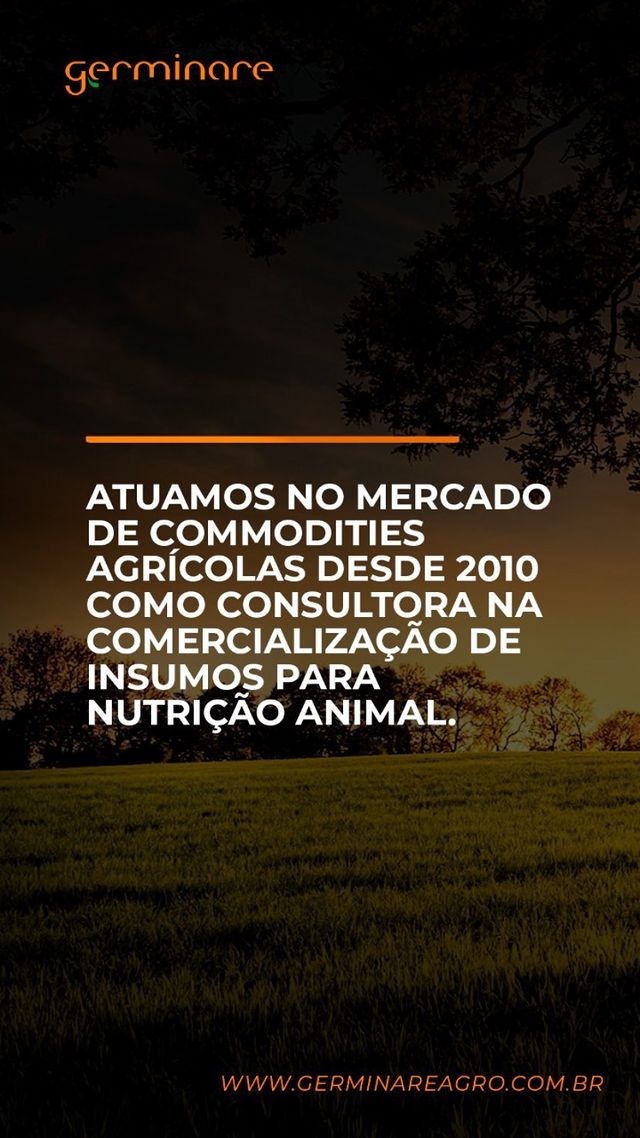 germinare
ATUAMOS NO MERCADO
DE COMMODITIES
AGRÍCOLAS DESDE 2010
COMO CONSULTORA NA
COMERCIALIZAÇÃO DE
INSUMOS PARA
NUTRIÇÃO ANIMAL.
WWW.GERMINAREAGRO.COM.BR